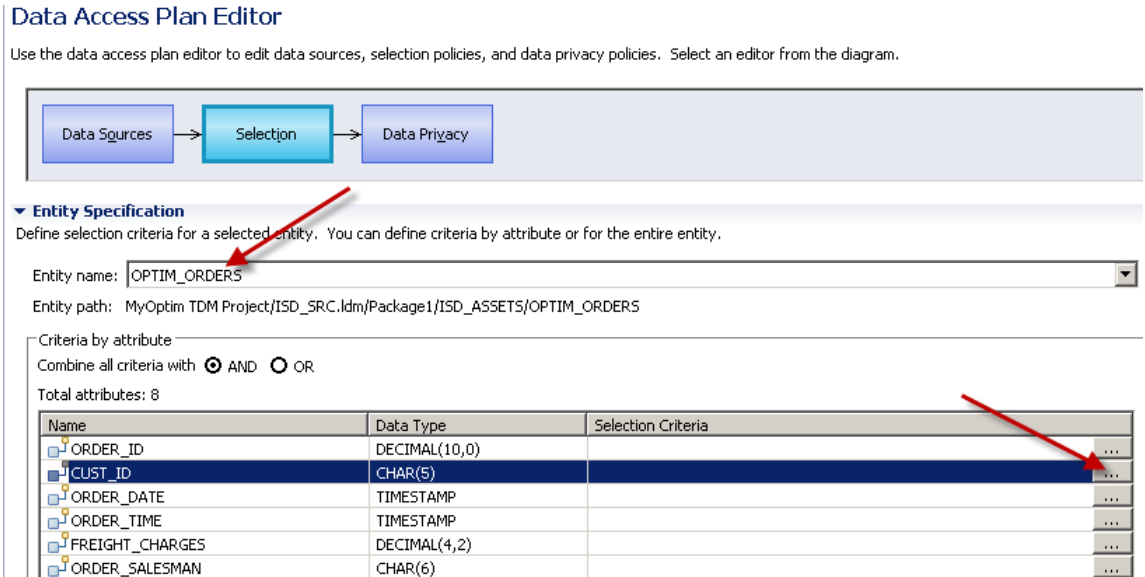 Data Access Plan Editor
Use the data access plan editor to edit data sources, selection policies, and data privacy policies. Select an editor from the diagram.
Data Sources
Selection
Data Privacy
Entity Specification
Define selection criteria for a selected entity. You can define criteria by attribute or for the entire entity.
Entity name: OPTIM_ORDERS
Entity path: MyOptim TDM Project/ISD_SRC.ldm/Package1/ISD_ASSETS/OPTIM_ORDERS
Criteria by attribute
Combine all criteria with AND OR
Total attributes: 8
Name Data Type Selection Criteria
ORDER_ID DECIMAL(10,0) ...
CUST_ID CHAR(5) ...
ORDER_DATE TIMESTAMP ...
ORDER_TIME TIMESTAMP ...
FREIGHT_CHARGES DECIMAL(4,2) ...
ORDER_SALESMAN CHAR(6) ...